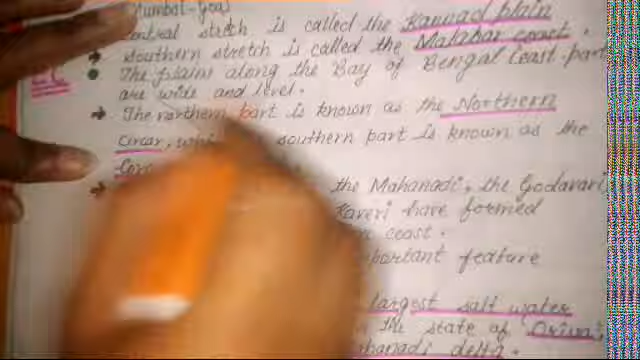 (Mumbai-Goa)
central stretch is called the Kannad plain
→ southern stretch is called the Malabar coast.
• The plains along the Bay of Bengal (east part
are wide and level.
→ The northern part is known as the Northern
Circar, southern part is known as the
→ the Mahanadi, the Godavari,
Kaveri have formed
coast.
important feature
largest salt water
the state of Orissa,
Mahanadi delta.